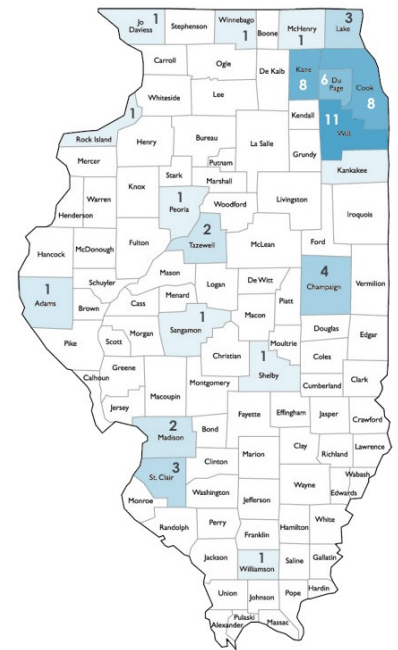 Jo
Daviess
1
Stephenson
Winnebago
1
Boone
McHenry
1
Lake
3
Carroll
Ogle
De Kalb
Kane
8
6
Du
Page
Cook
8
Whiteside
Lee
1
Rock Island
Kendall
11
Will
Henry
Bureau
La Salle
Grundy
Kankakee
Mercer
Putnam
Stark
Marshall
Knox
Warren
Henderson
1
Peoria
Woodford
Livingston
Iroquois
2
Tazewell
McLean
Ford
Hancock
McDonough
Fulton
Mason
Logan
De Witt
4
Champaign
Vermilion
Schuyler
1
Adams
Brown
Cass
Menard
Piatt
Macon
1
Sangamon
Douglas
Edgar
Morgan
Scott
Pike
Moultrie
Coles
Christian
1
Shelby
Greene
Calhoun
Cumberland
Clark
Montgomery
Macoupin
Jersey
Fayette
Effingham
Jasper
Crawford
2
Madison
Bond
Clay
Richland
Lawrence
Marion
3
St. Clair
Clinton
Wabash
Wayne
Edwards
Monroe
Washington
Jefferson
Randolph
Perry
Hamilton
White
Franklin
Jackson
1
Williamson
Saline
Gallatin
Union
Johnson
Pope
Hardin
Pulaski
Alexander
Massac